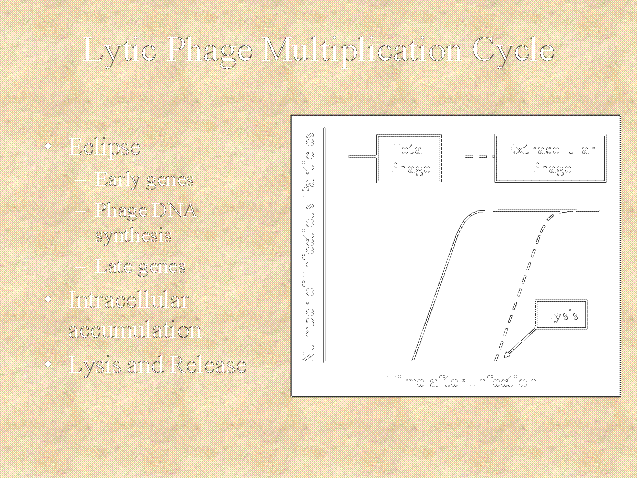 Lytic Phage Multiplication Cycle
• Eclipse
– Early genes
– Phage DNA
synthesis
– Late genes
• Intracellular
accumulation
• Lysis and Release
Number of Infectious Particles
Total
Phage
Extracellular
Phage
Lysis
Time after Infection